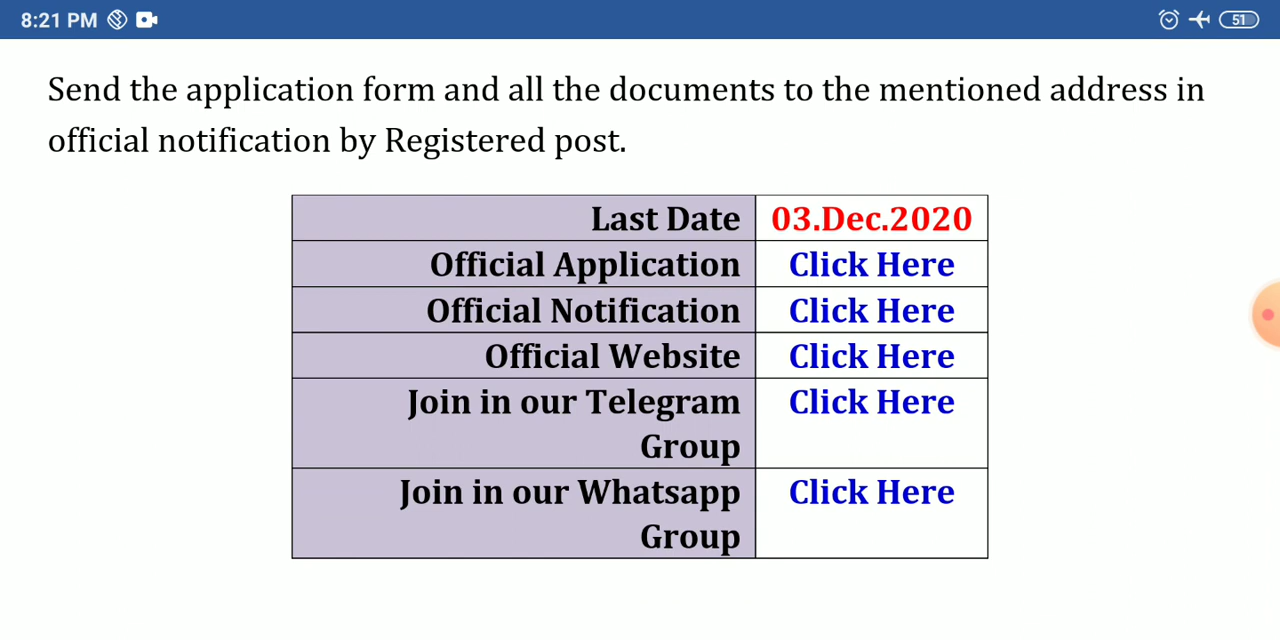 8:21 PM
51
Send the application form and all the documents to the mentioned address in
official notification by Registered post.
Last Date 03.Dec.2020
Official Application Click Here
Official Notification Click Here
Official Website Click Here
Join in our Telegram Click Here
Group
Join in our Whatsapp Click Here
Group